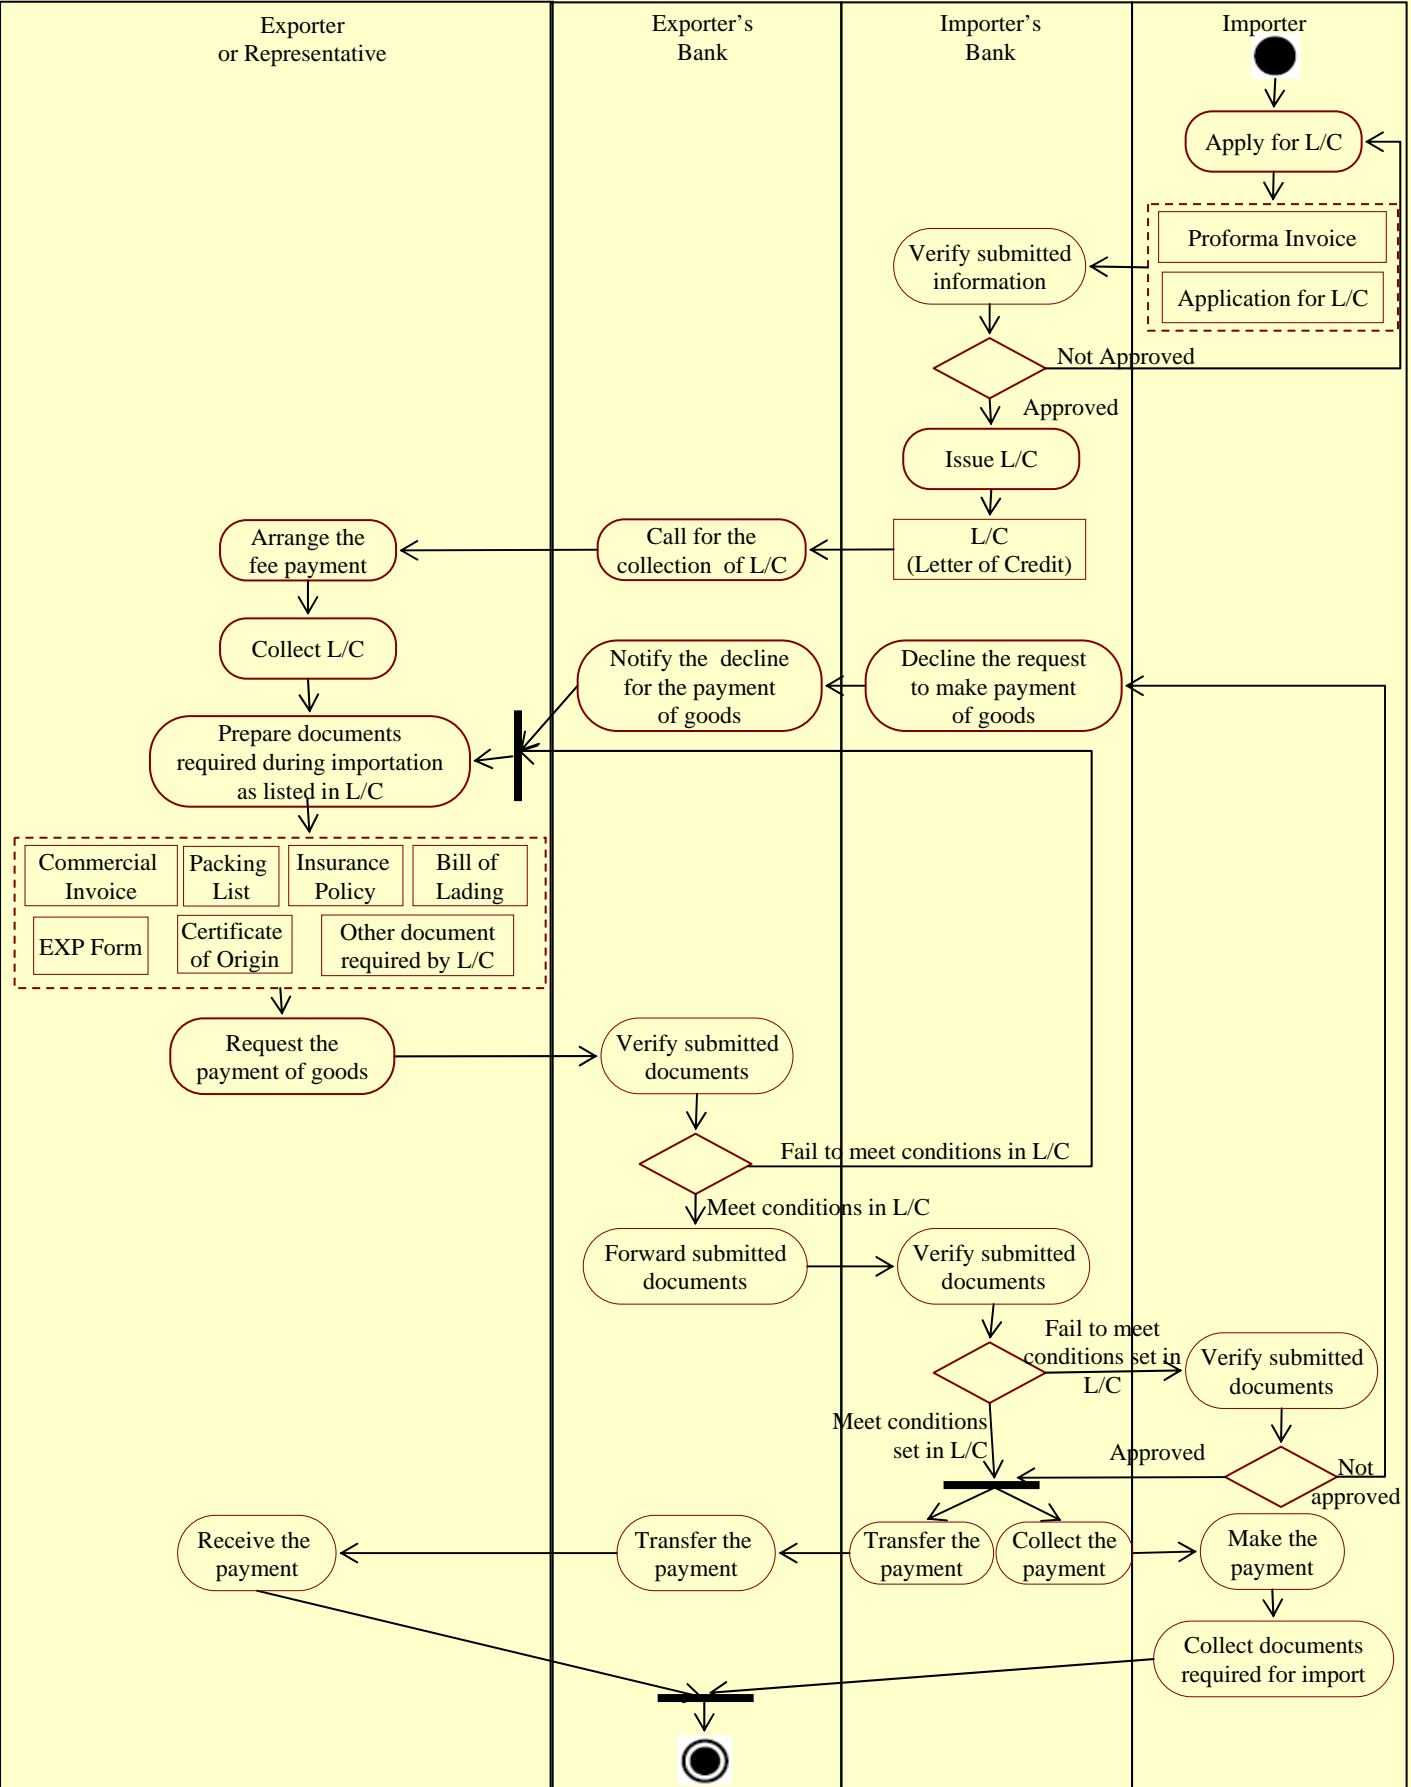 Exporter
or Representative
Exporter's
Bank
Importer's
Bank
Importer
Apply for L/C
Proforma Invoice
Application for L/C
Verify submitted
information
Not Approved
Approved
Issue L/C
L/C
(Letter of Credit)
Call for the
collection of L/C
Arrange the
fee payment
Collect L/C
Notify the decline
for the payment
of goods
Decline the request
to make payment
of goods
Prepare documents
required during importation
as listed in L/C
Commercial
Invoice
Packing
List
Insurance
Policy
Bill of
Lading
EXP Form
Certificate
of Origin
Other document
required by L/C
Request the
payment of goods
Verify submitted
documents
Fail to meet conditions in L/C
Meet conditions in L/C
Forward submitted
documents
Verify submitted
documents
Fail to meet
conditions set in
L/C
Verify submitted
documents
Meet conditions
set in L/C
Approved
Not
approved
Receive the
payment
Transfer the
payment
Transfer the
payment
Collect the
payment
Make the
payment
Collect documents
required for import